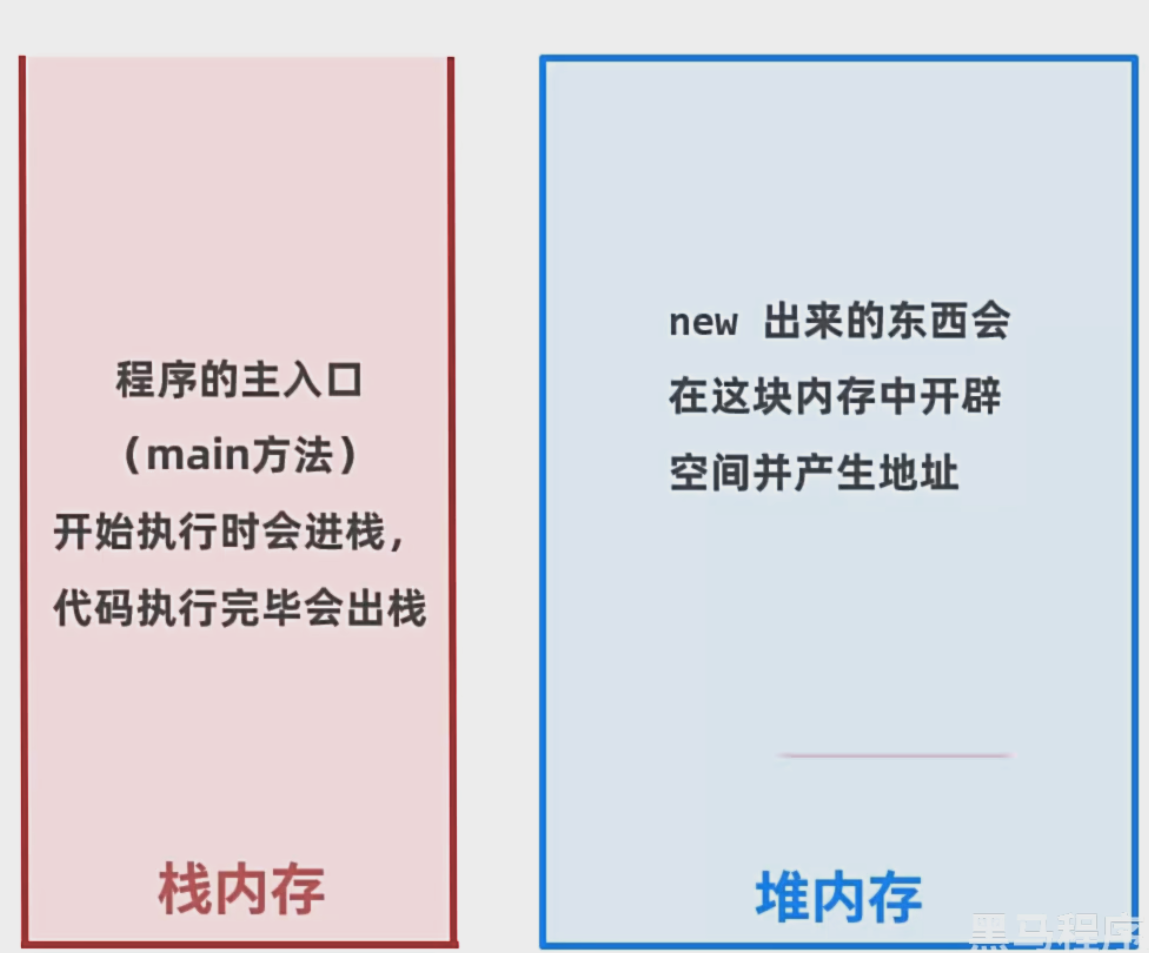 程序的主入口
（main方法）
开始执行时会进栈，
代码执行完毕会出栈
栈内存
new 出来的东西会
在这块内存中开辟
空间并产生地址
堆内存
黑马程序